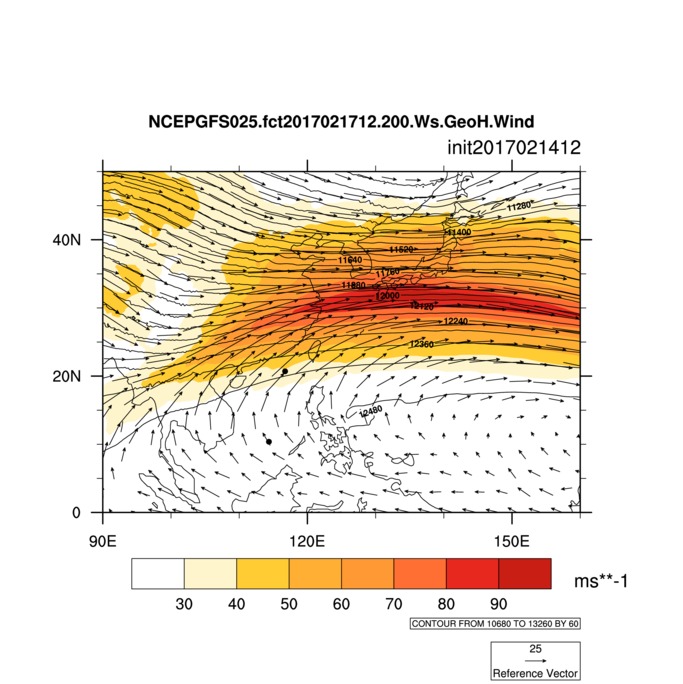 NCEPGFS025.fct2017021712.200.Ws.GeoH.Wind
init2017021412
11280
40N
11400
11520
11640
11760
11880
12000
12120
12240
12360
20N
12480
0
90E 120E 150E
ms**-1
30 40 50 60 70 80 90
CONTOUR FROM 10680 TO 13260 BY 60
25
Reference Vector